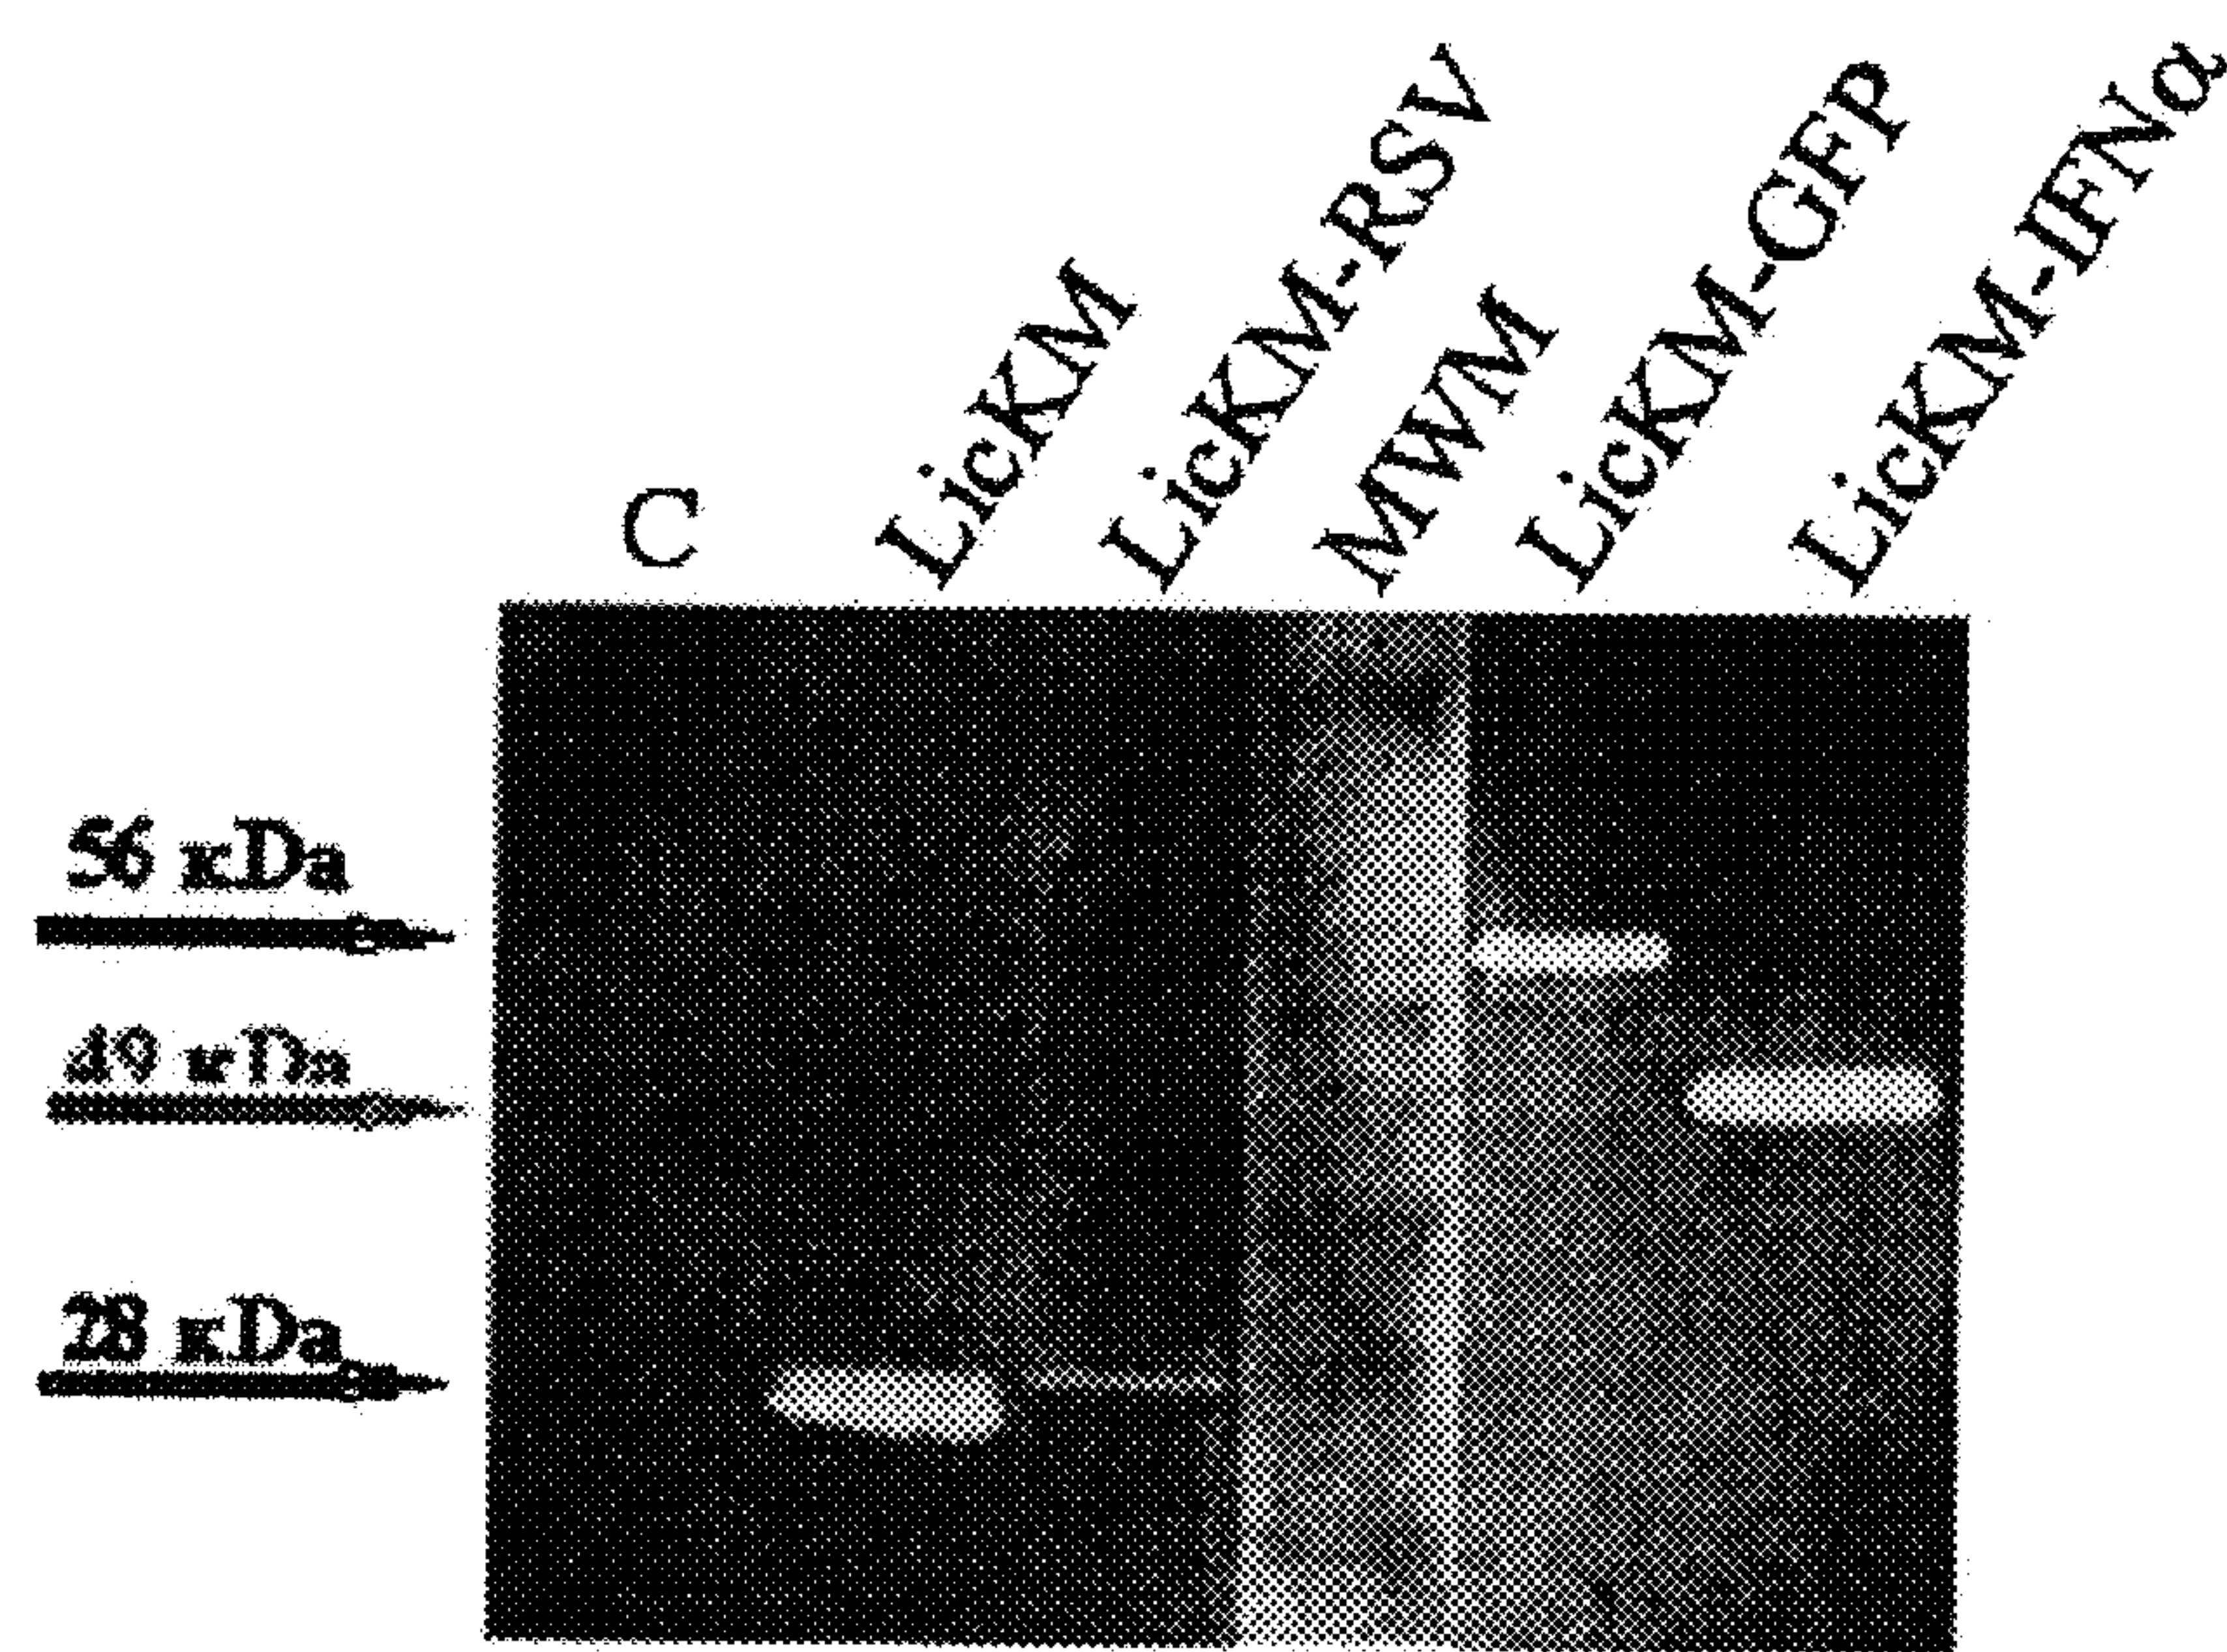 C
LicKM
LicKM-RSV
MWM
LicKM-GFP
LicKM-IFNα
56 кDa
49 кDa
28 кDa